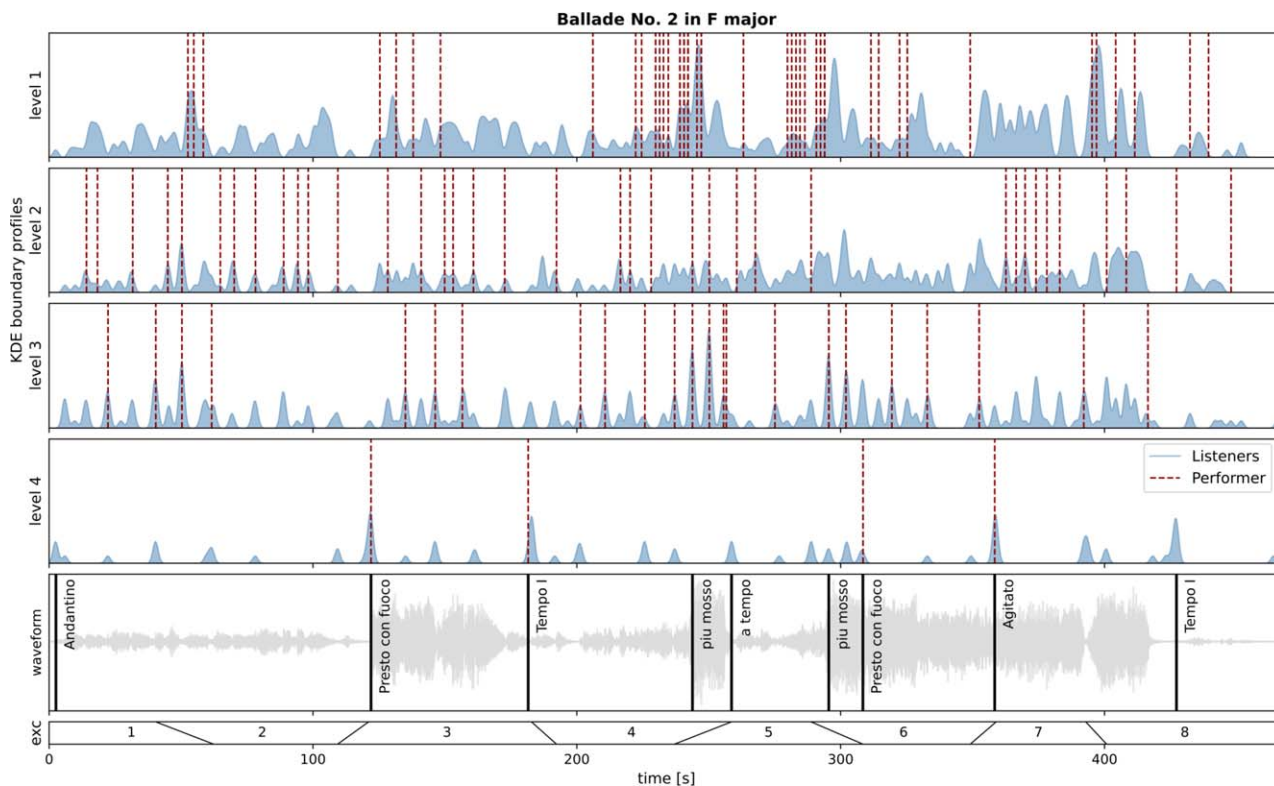 Ballade No. 2 in F major
KDE boundary profiles
level 1
level 2
level 3
level 4
Listeners
Performer
waveform
Andantino
Presto con fuoco
Tempo I
piu mosso
a tempo
piu mosso
Presto con fuoco
Agitato
Tempo I
exc
1 2 3 4 5 6 7 8
0 100 200 300 400
time [s]